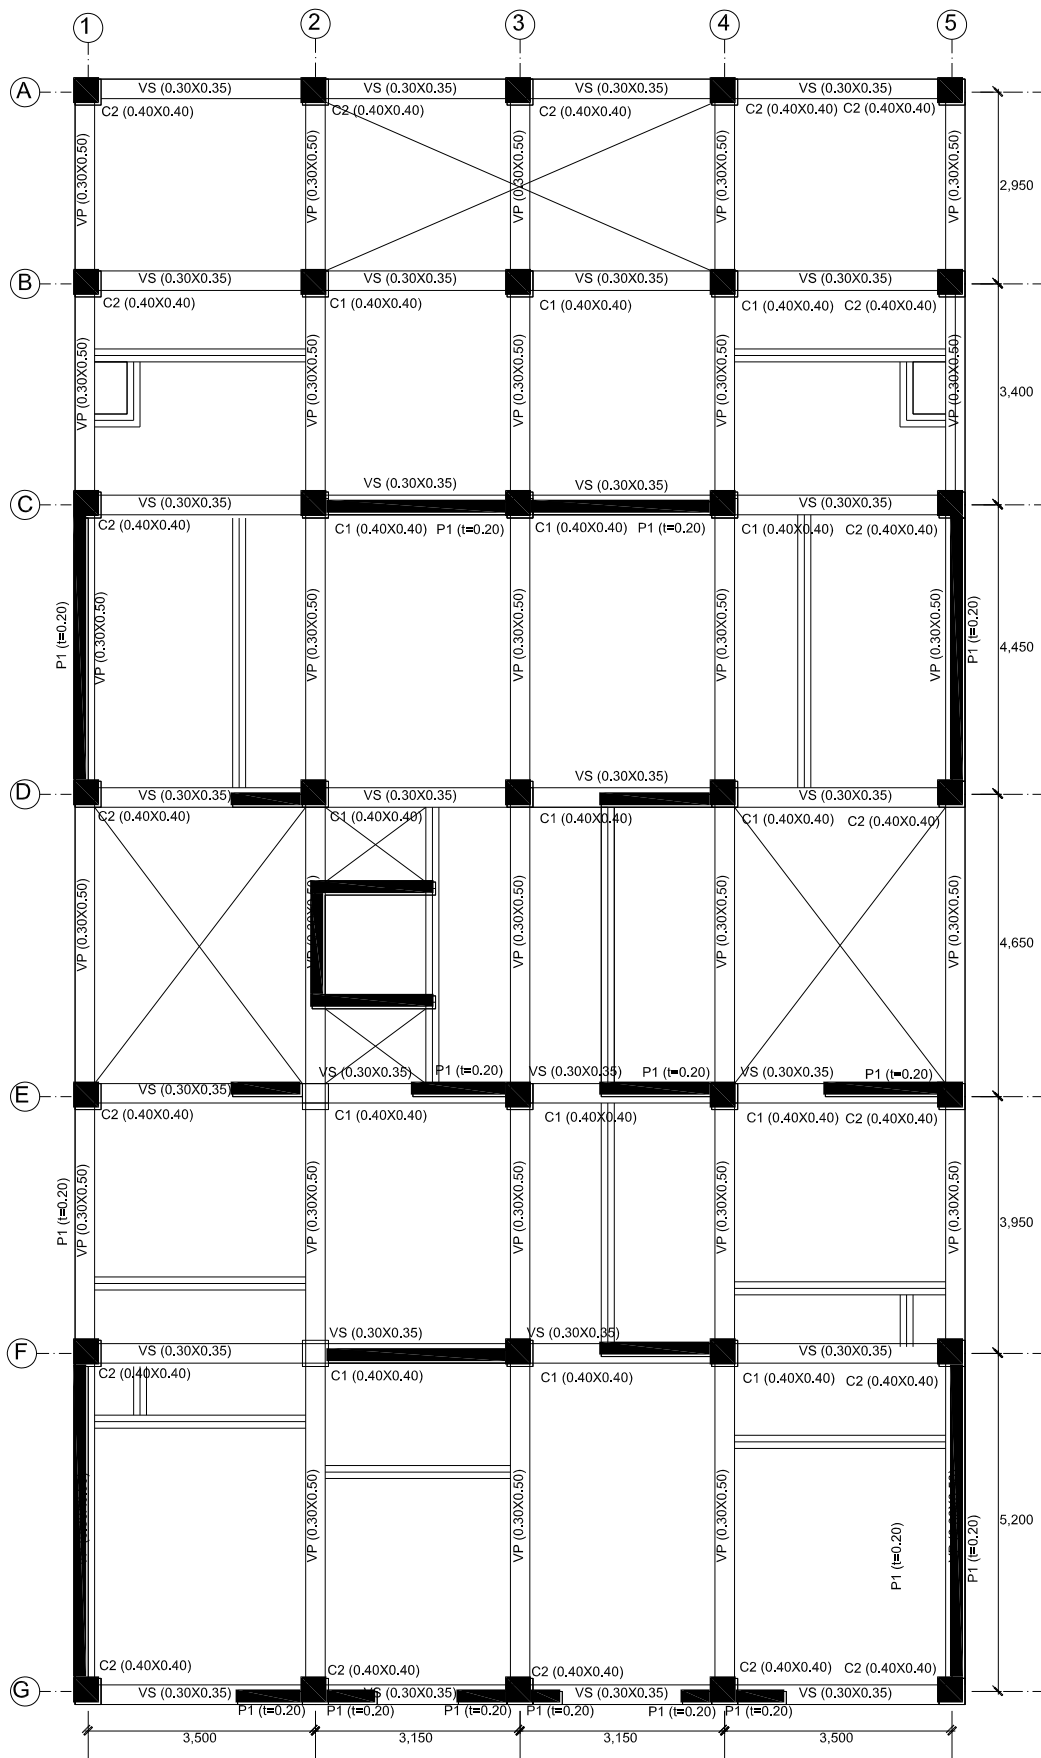 1 2 3 4 5
A
VS (0.30X0.35) VS (0.30X0.35) VS (0.30X0.35) VS (0.30X0.35)
C2 (0.40X0.40) C2 (0.40X0.40) C2 (0.40X0.40) C2 (0.40X0.40) C2 (0.40X0.40)
VP (0.30X0.50) VP (0.30X0.50) VP (0.30X0.50) VP (0.30X0.50) VP (0.30X0.50)
2,950
B
VS (0.30X0.35) VS (0.30X0.35) VS (0.30X0.35) VS (0.30X0.35)
C2 (0.40X0.40) C1 (0.40X0.40) C1 (0.40X0.40) C1 (0.40X0.40) C2 (0.40X0.40)
VP (0.30X0.50) VP (0.30X0.50) VP (0.30X0.50) VP (0.30X0.50) VP (0.30X0.50)
3,400
C
VS (0.30X0.35) VS (0.30X0.35) VS (0.30X0.35) VS (0.30X0.35)
C2 (0.40X0.40) C1 (0.40X0.40) P1 (t=0.20) C1 (0.40X0.40) P1 (t=0.20) C1 (0.40X0.40) C2 (0.40X0.40)
P1 (t=0.20) VP (0.30X0.50) VP (0.30X0.50) VP (0.30X0.50) VP (0.30X0.50) VP (0.30X0.50) P1 (t=0.20)
4,450
D
VS (0.30X0.35) VS (0.30X0.35) VS (0.30X0.35) VS (0.30X0.35)
C2 (0.40X0.40) C1 (0.40X0.40) C1 (0.40X0.40) C1 (0.40X0.40) C2 (0.40X0.40)
VP (0.30X0.50) VP (0.30X0.50) VP (0.30X0.50) VP (0.30X0.50)
4,650
E
VS (0.30X0.35) VS (0.30X0.35) P1 (t=0.20) VS (0.30X0.35) P1 (t=0.20) VS (0.30X0.35) P1 (t=0.20)
C2 (0.40X0.40) C1 (0.40X0.40) C1 (0.40X0.40) C1 (0.40X0.40) C2 (0.40X0.40)
P1 (t=0.20) VP (0.30X0.50) VP (0.30X0.50) VP (0.30X0.50) VP (0.30X0.50) VP (0.30X0.50)
3,950
F
VS (0.30X0.35) VS (0.30X0.35) VS (0.30X0.35) VS (0.30X0.35)
C2 (0.40X0.40) C1 (0.40X0.40) C1 (0.40X0.40) C1 (0.40X0.40) C2 (0.40X0.40)
VP (0.30X0.50) VP (0.30X0.50) VP (0.30X0.50) P1 (t=0.20) P1 (t=0.20)
5,200
G
C2 (0.40X0.40) C2 (0.40X0.40) C2 (0.40X0.40) C2 (0.40X0.40) C2 (0.40X0.40)
VS (0.30X0.35) VS (0.30X0.35) VS (0.30X0.35) VS (0.30X0.35)
P1 (t=0.20) P1 (t=0.20) P1 (t=0.20) P1 (t=0.20) P1 (t=0.20) P1 (t=0.20)
3,500 3,150 3,150 3,500